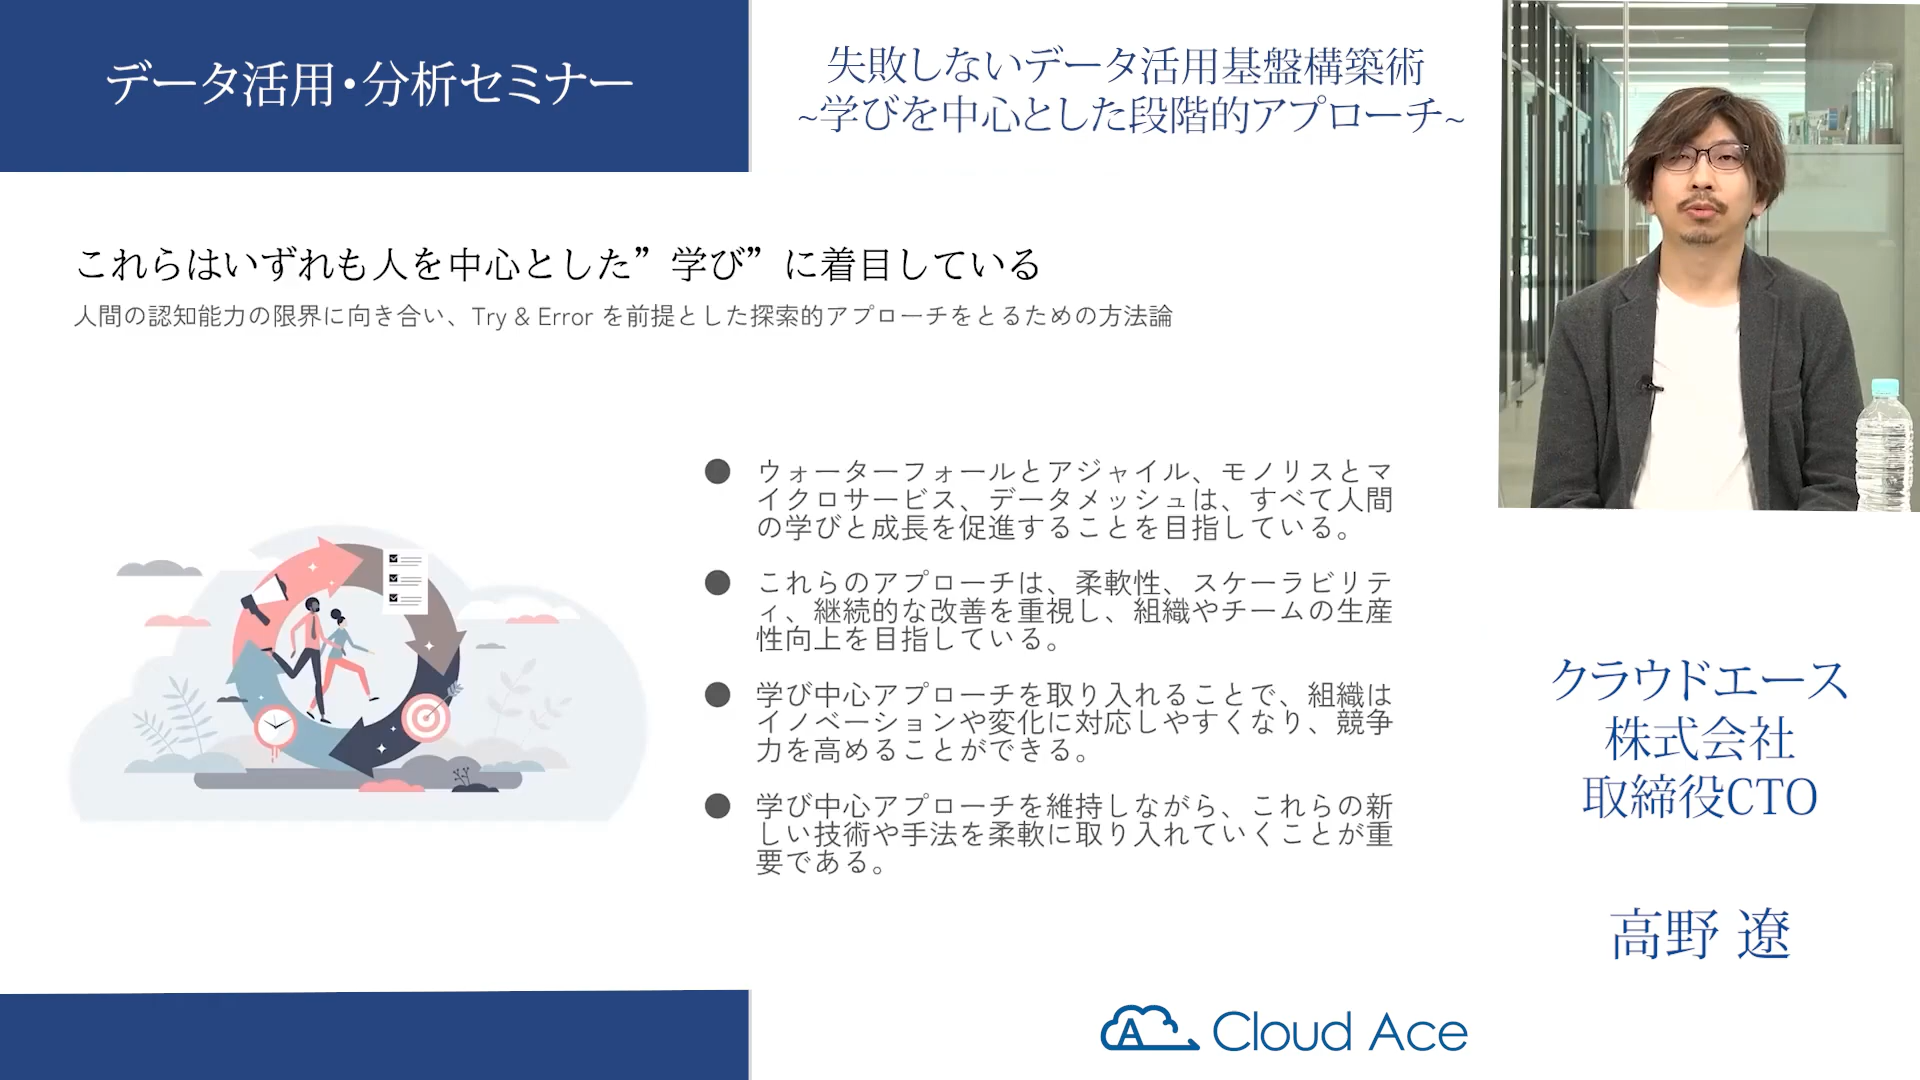 データ活用・分析セミナー
失敗しないデータ活用基盤構築術
~学びを中心とした段階的アプローチ~
これらはいずれも人を中心とした”学び”に着目している
人間の認知能力の限界に向き合い、Try & Error を前提とした探索的アプローチをとるための方法論
● ウォーターフォールとアジャイル、モノリスとマ
イクロサービス、データメッシュは、すべて人間
の学びと成長を促進することを目指している。
● これらのアプローチは、柔軟性、スケーラビリテ
ィ、継続的な改善を重視し、組織やチームの生産
性向上を目指している。
● 学び中心アプローチを取り入れることで、組織は
イノベーションや変化に対応しやすくなり、競争
力を高めることができる。
● 学び中心アプローチを維持しながら、これらの新
しい技術や手法を柔軟に取り入れていくことが重
要である。
クラウドエース
株式会社
取締役CTO
高野 遼
A Cloud Ace